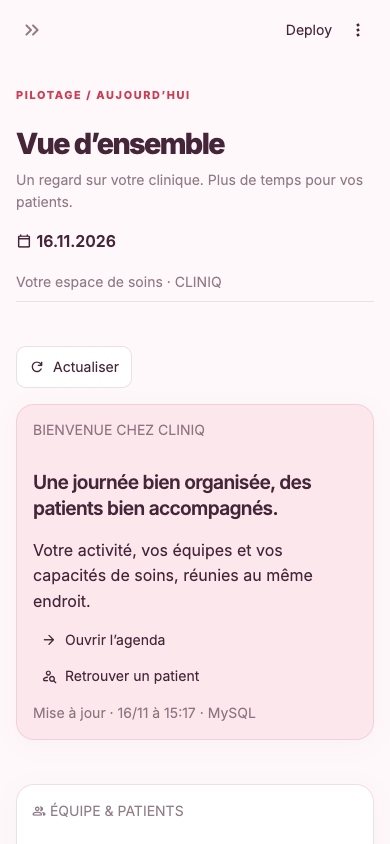 Deploy
PILOTAGE / AUJOURD’HUI
Vue d’ensemble
Un regard sur votre clinique. Plus de temps pour vos
patients.
16.11.2026
Votre espace de soins · CLINIQ
Actualiser
BIENVENUE CHEZ CLINIQ
Une journée bien organisée, des
patients bien accompagnés.
Votre activité, vos équipes et vos
capacités de soins, réunies au même
endroit.
Ouvrir l’agenda
Retrouver un patient
Mise à jour · 16/11 à 15:17 · MySQL
ÉQUIPE & PATIENTS